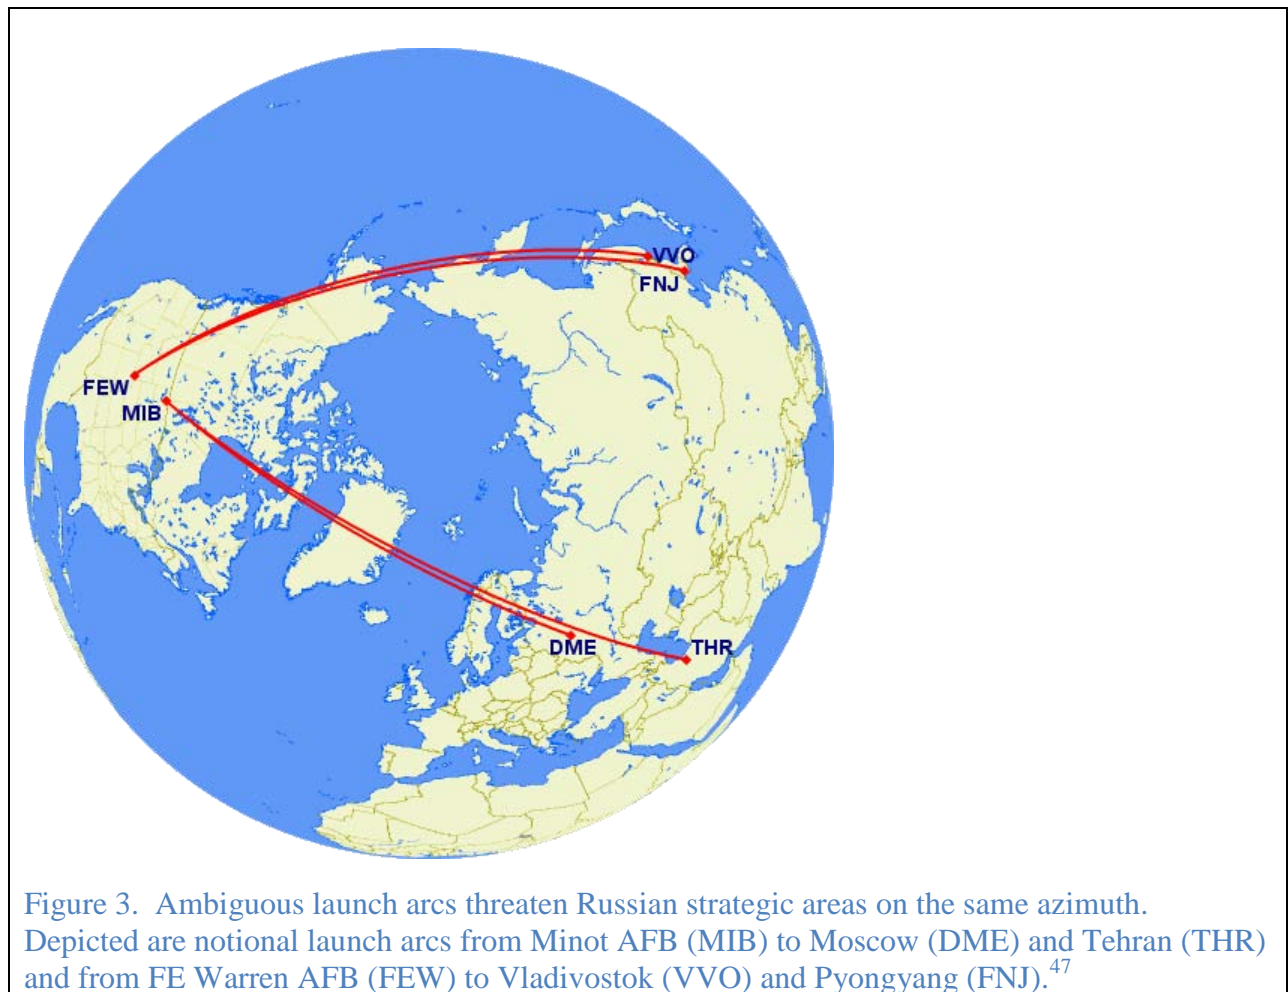 VVO
FNJ
FEW
MIB
DME
THR
Figure 3.  Ambiguous launch arcs threaten Russian strategic areas on the same azimuth.
Depicted are notional launch arcs from Minot AFB (MIB) to Moscow (DME) and Tehran (THR)
and from FE Warren AFB (FEW) to Vladivostok (VVO) and Pyongyang (FNJ).47